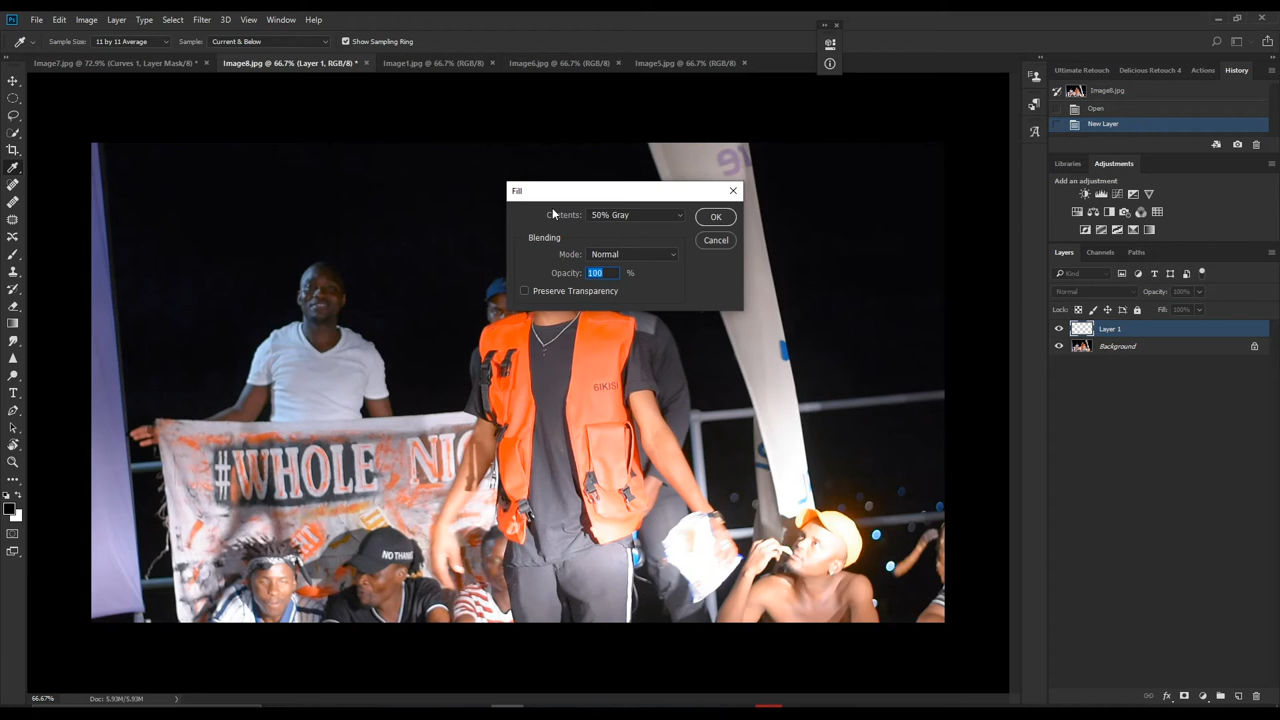 Ps File Edit Image Layer Type Select Filter 3D View Window Help
Sample Size: 11 by 11 Average Sample: Current & Below Show Sampling Ring
Image7.jpg @ 72.9% (Curves 1, Layer Mask/8) * × Image8.jpg @ 66.7% (Layer 1, RGB/8) * × Image1.jpg @ 66.7% (RGB/8) × Image6.jpg @ 66.7% (RGB/8) × Image5.jpg @ 66.7% (RGB/8) ×
Ultimate Retouch Delicious Retouch 4 Actions History
Image8.jpg
Open
New Layer
Libraries Adjustments
Add an adjustment
Layers Channels Paths
Kind
Normal Opacity: 100%
Lock: Fill: 100%
Layer 1
Background
Fill
Contents: 50% Gray OK
Blending
Cancel
Mode: Normal
Opacity: 100 %
Preserve Transparency
6IKISI
#WHOLE NIG
NO THANKS
66.67% Doc: 5.93M/5.93M